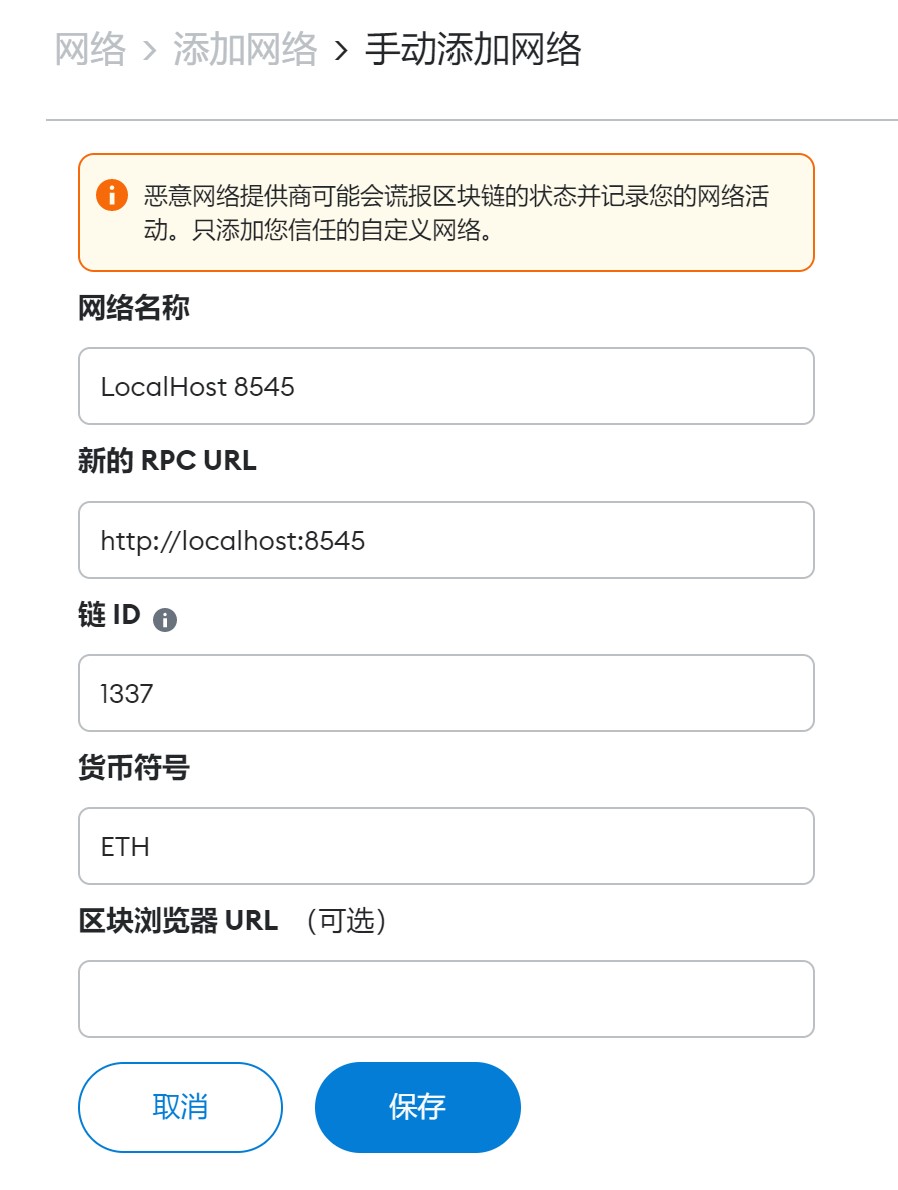 网络 > 添加网络 > 手动添加网络
恶意网络提供商可能会谎报区块链的状态并记录您的网络活
动。只添加您信任的自定义网络。
网络名称
LocalHost 8545
新的 RPC URL
http://localhost:8545
链 ID
1337
货币符号
ETH
区块浏览器 URL （可选）
取消 保存